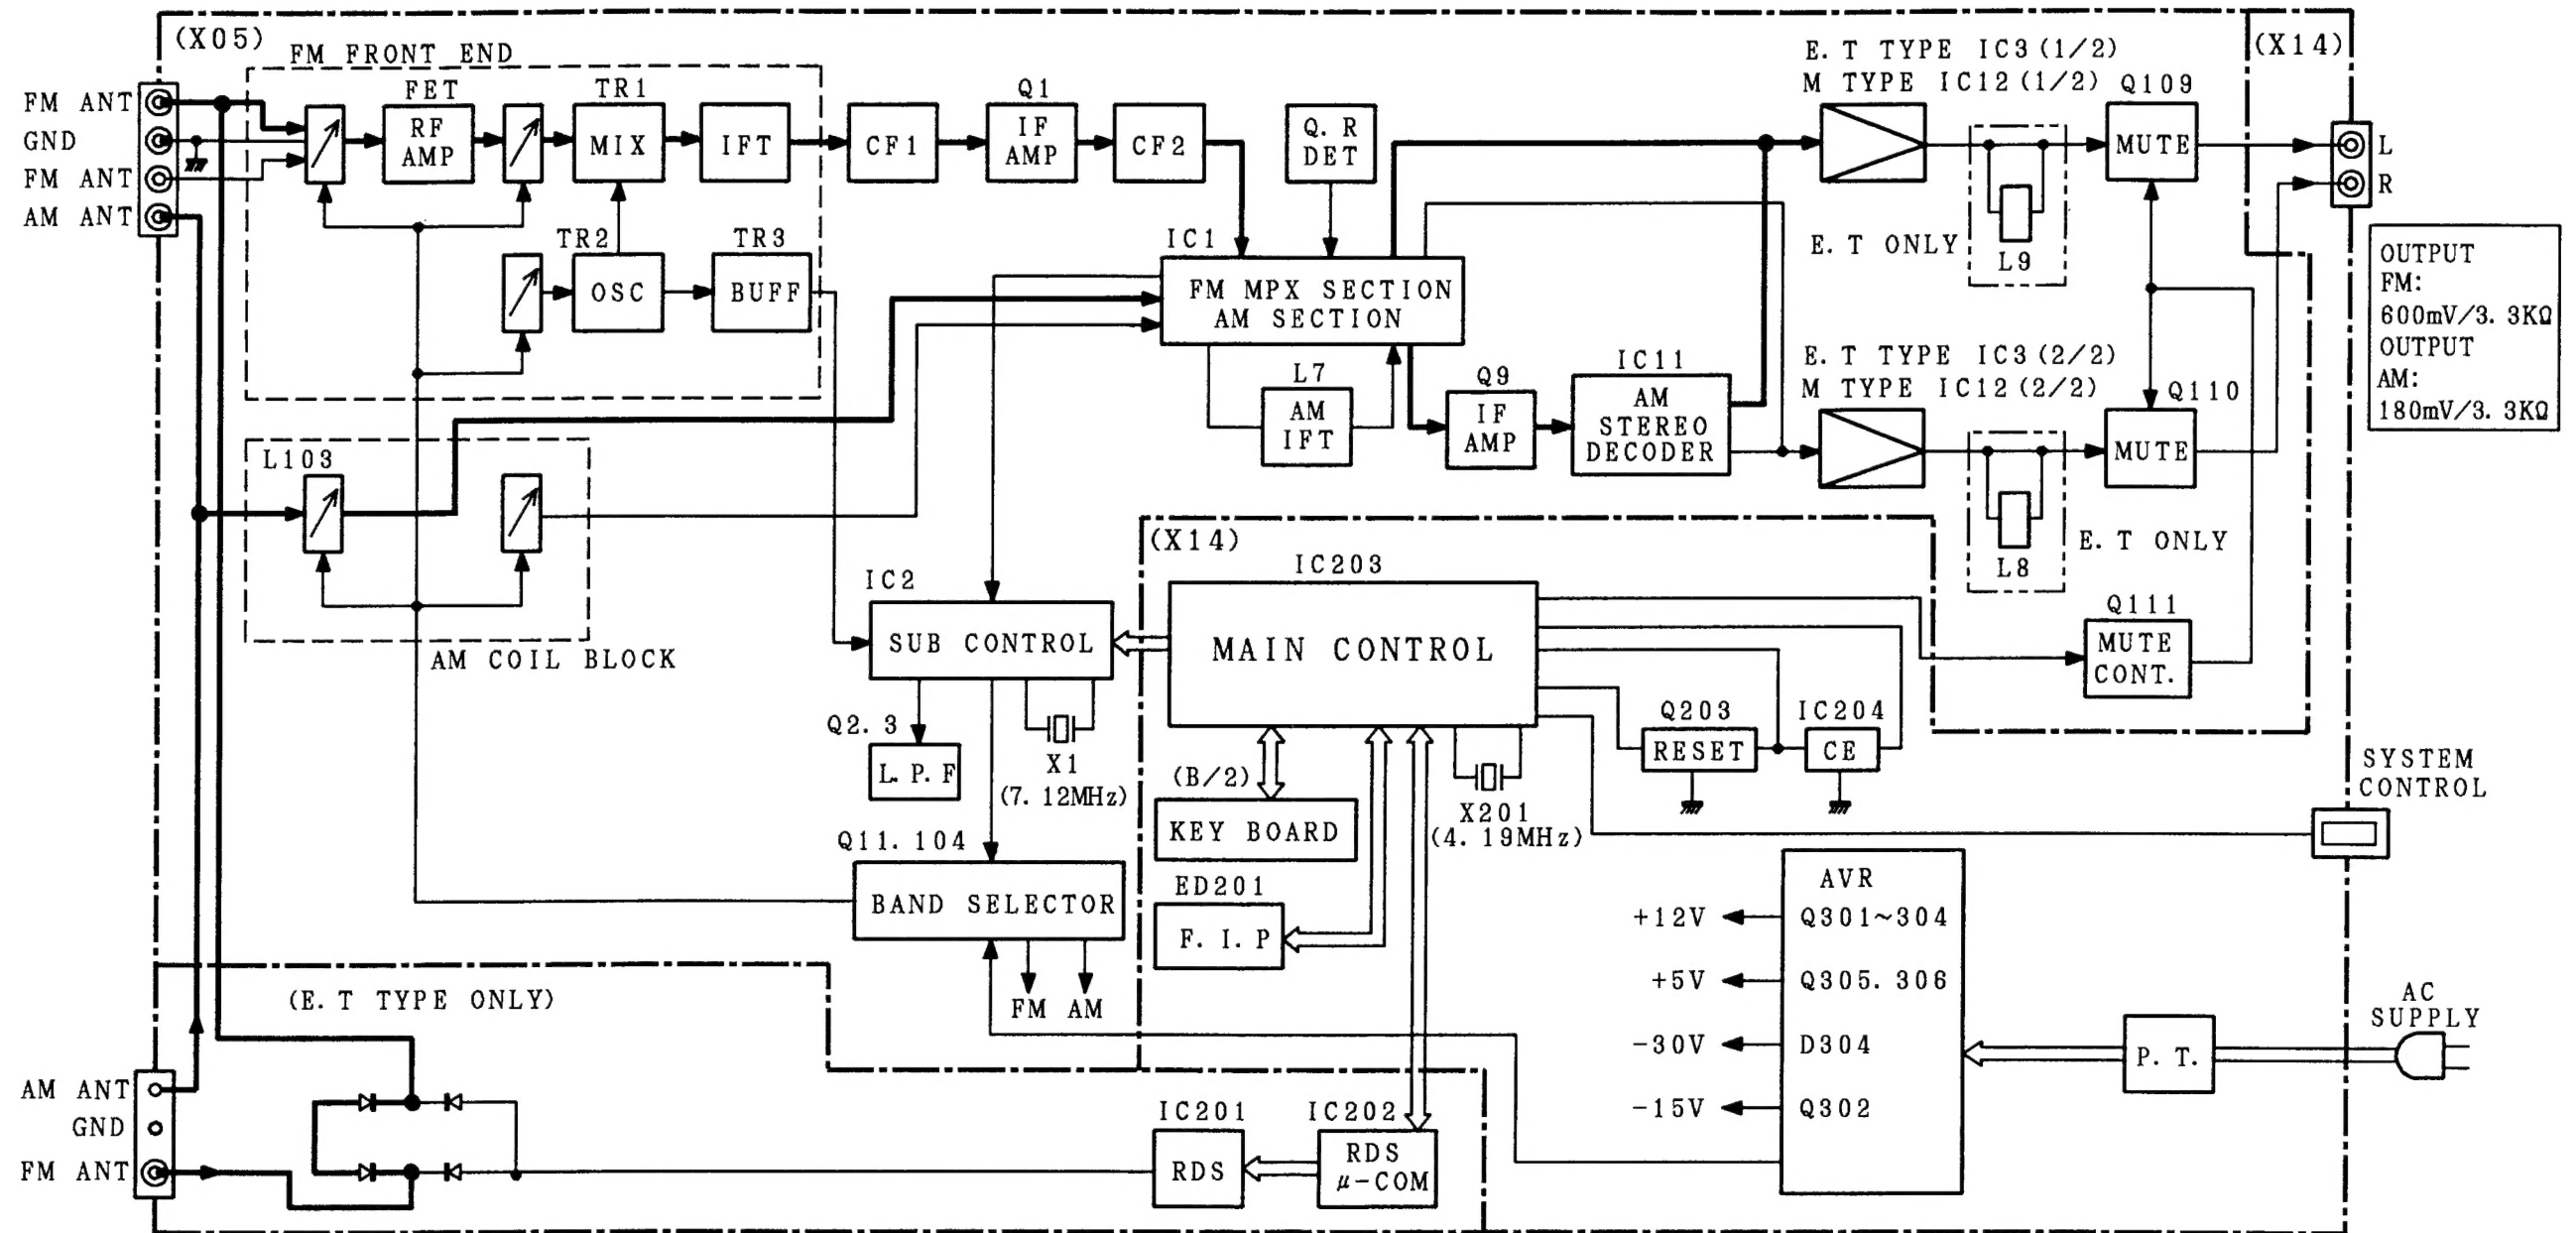 (X05)
FM FRONT END
FM ANT
GND
FM ANT
AM ANT
FET
RF
AMP
TR1
MIX
IFT
CF1
Q1
IF
AMP
CF2
Q. R
DET
E. T TYPE IC3(1/2)
M TYPE IC12(1/2)
Q109
MUTE
(X14)
L
R
TR2
OSC
TR3
BUFF
IC1
FM MPX SECTION
AM SECTION
E. T ONLY
L9
OUTPUT
FM:
600mV/3. 3KΩ
OUTPUT
AM:
180mV/3. 3KΩ
L7
AM
IFT
Q9
IF
AMP
IC11
AM
STEREO
DECODER
E. T TYPE IC3(2/2)
M TYPE IC12(2/2)
Q110
MUTE
L103
AM COIL BLOCK
L8
E. T ONLY
(X14)
IC203
MAIN CONTROL
IC2
SUB CONTROL
Q111
MUTE
CONT.
Q2. 3
L. P. F
X1
(7. 12MHz)
(B/2)
KEY BOARD
X201
(4. 19MHz)
Q203
RESET
IC204
CE
SYSTEM
CONTROL
Q11. 104
BAND SELECTOR
FM
AM
ED201
F. I. P
AVR
+12V
Q301~304
+5V
Q305. 306
-30V
D304
-15V
Q302
P. T.
AC
SUPPLY
(E. T TYPE ONLY)
AM ANT
GND
FM ANT
IC201
RDS
IC202
RDS
μ-COM